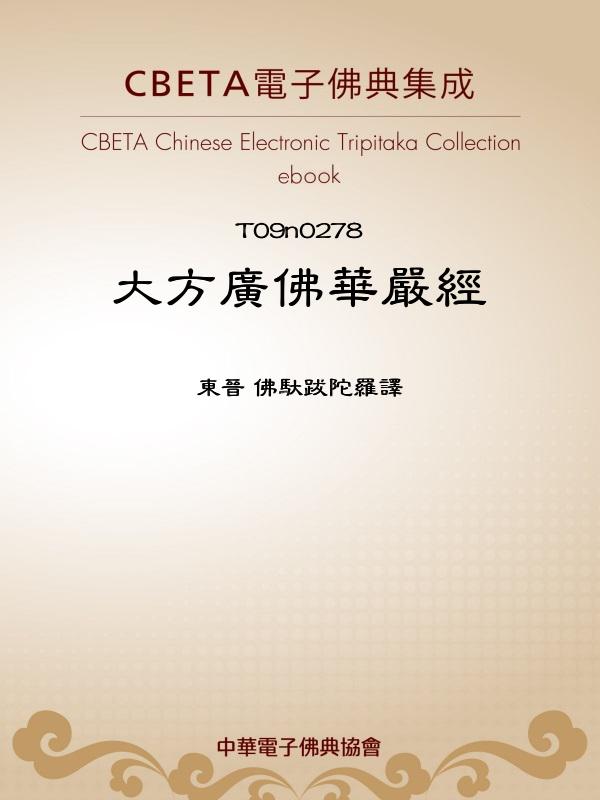 CBETA電子佛典集成
CBETA Chinese Electronic Tripitaka Collection
ebook
T09n0278
大方廣佛華嚴經
東晉 佛馱跋陀羅譯
中華電子佛典協會